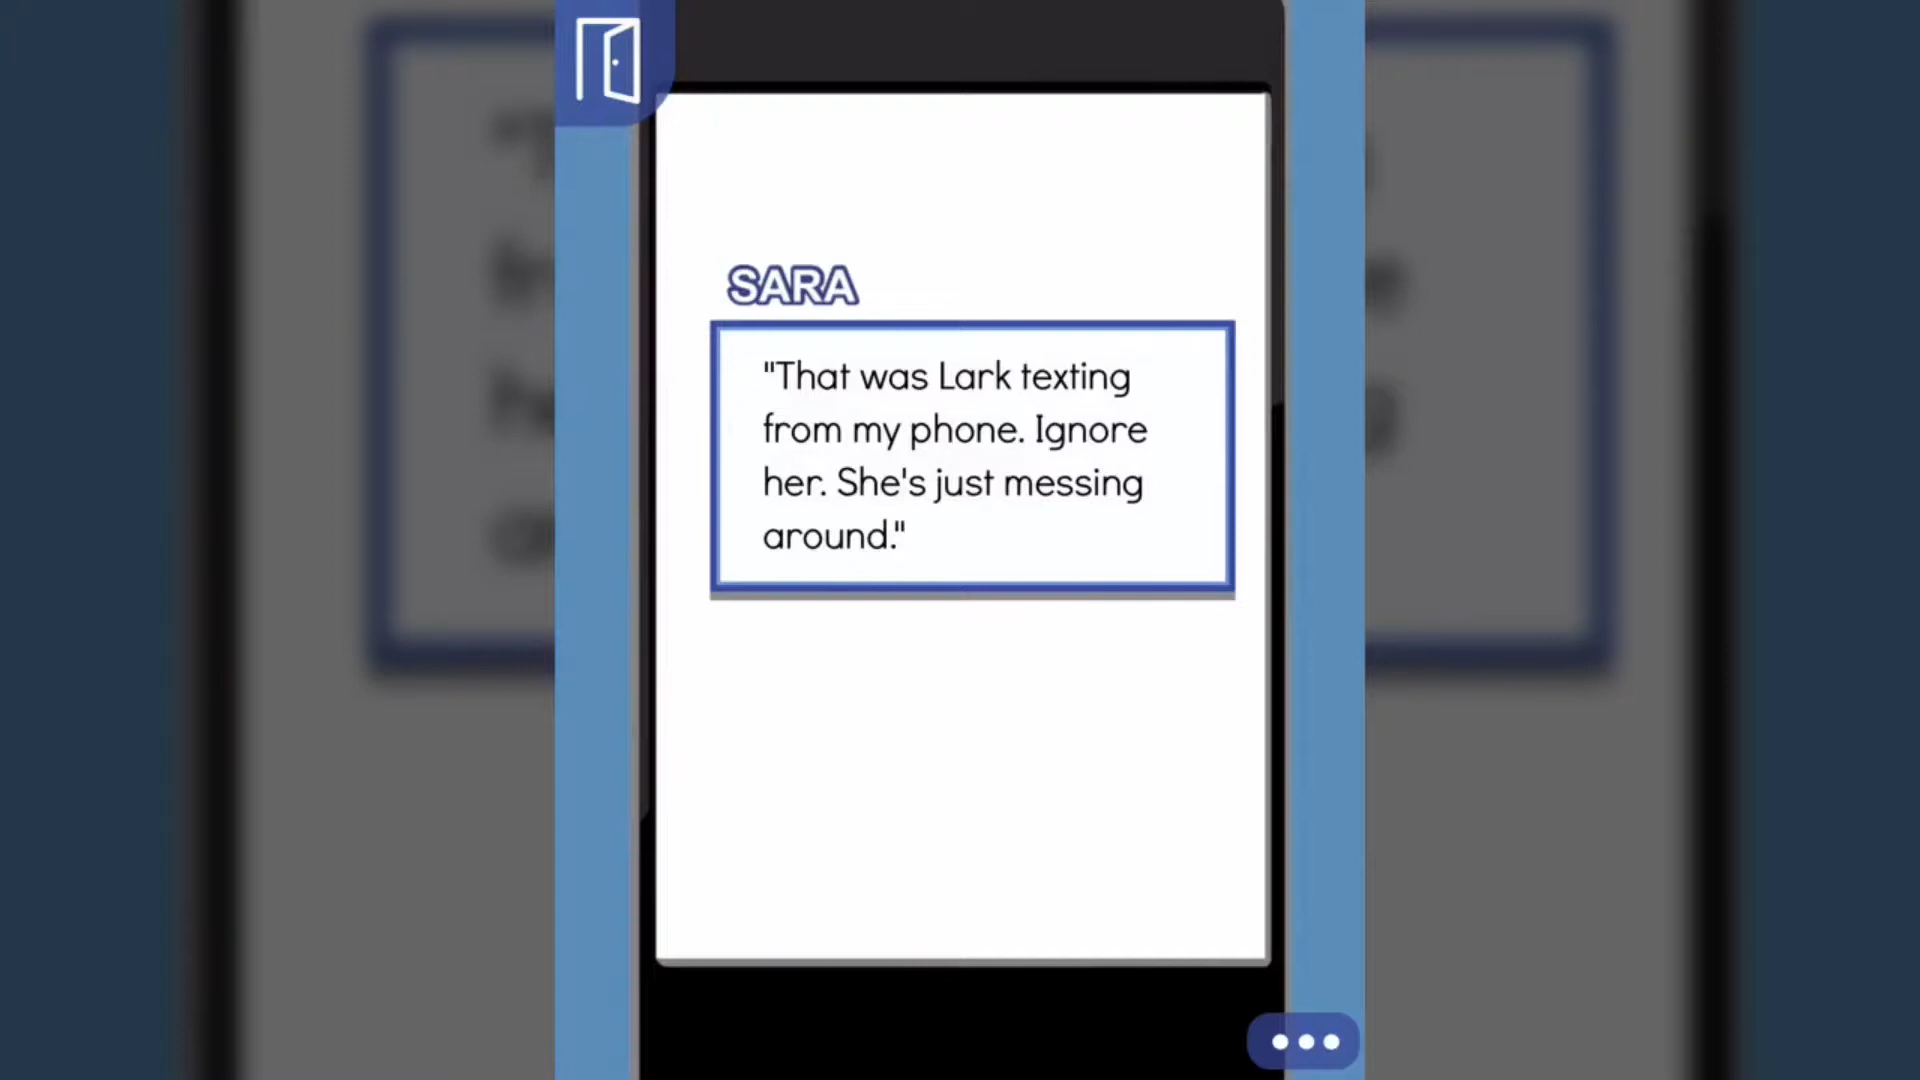 SARA
"That was Lark texting
from my phone. Ignore
her. She's just messing
around."